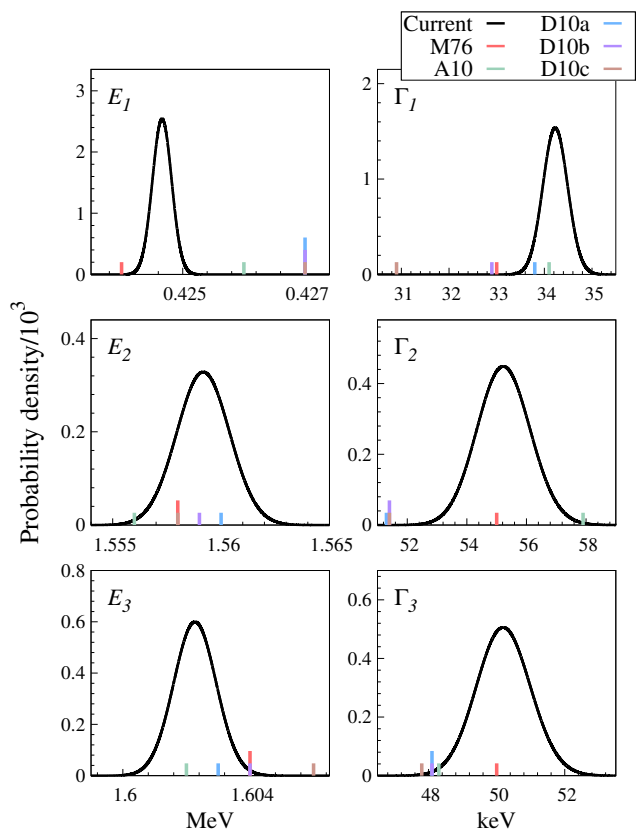 Current
M76
A10
D10a
D10b
D10c
E1
0
1
2
3
0.425
0.427
Γ1
0
1
2
31
32
33
34
35
E2
0
0.2
0.4
1.555
1.56
1.565
Γ2
0
0.2
0.4
52
54
56
58
E3
0
0.2
0.4
0.6
0.8
1.6
1.604
MeV
Γ3
0
0.2
0.4
0.6
48
50
52
keV
Probability density/10³